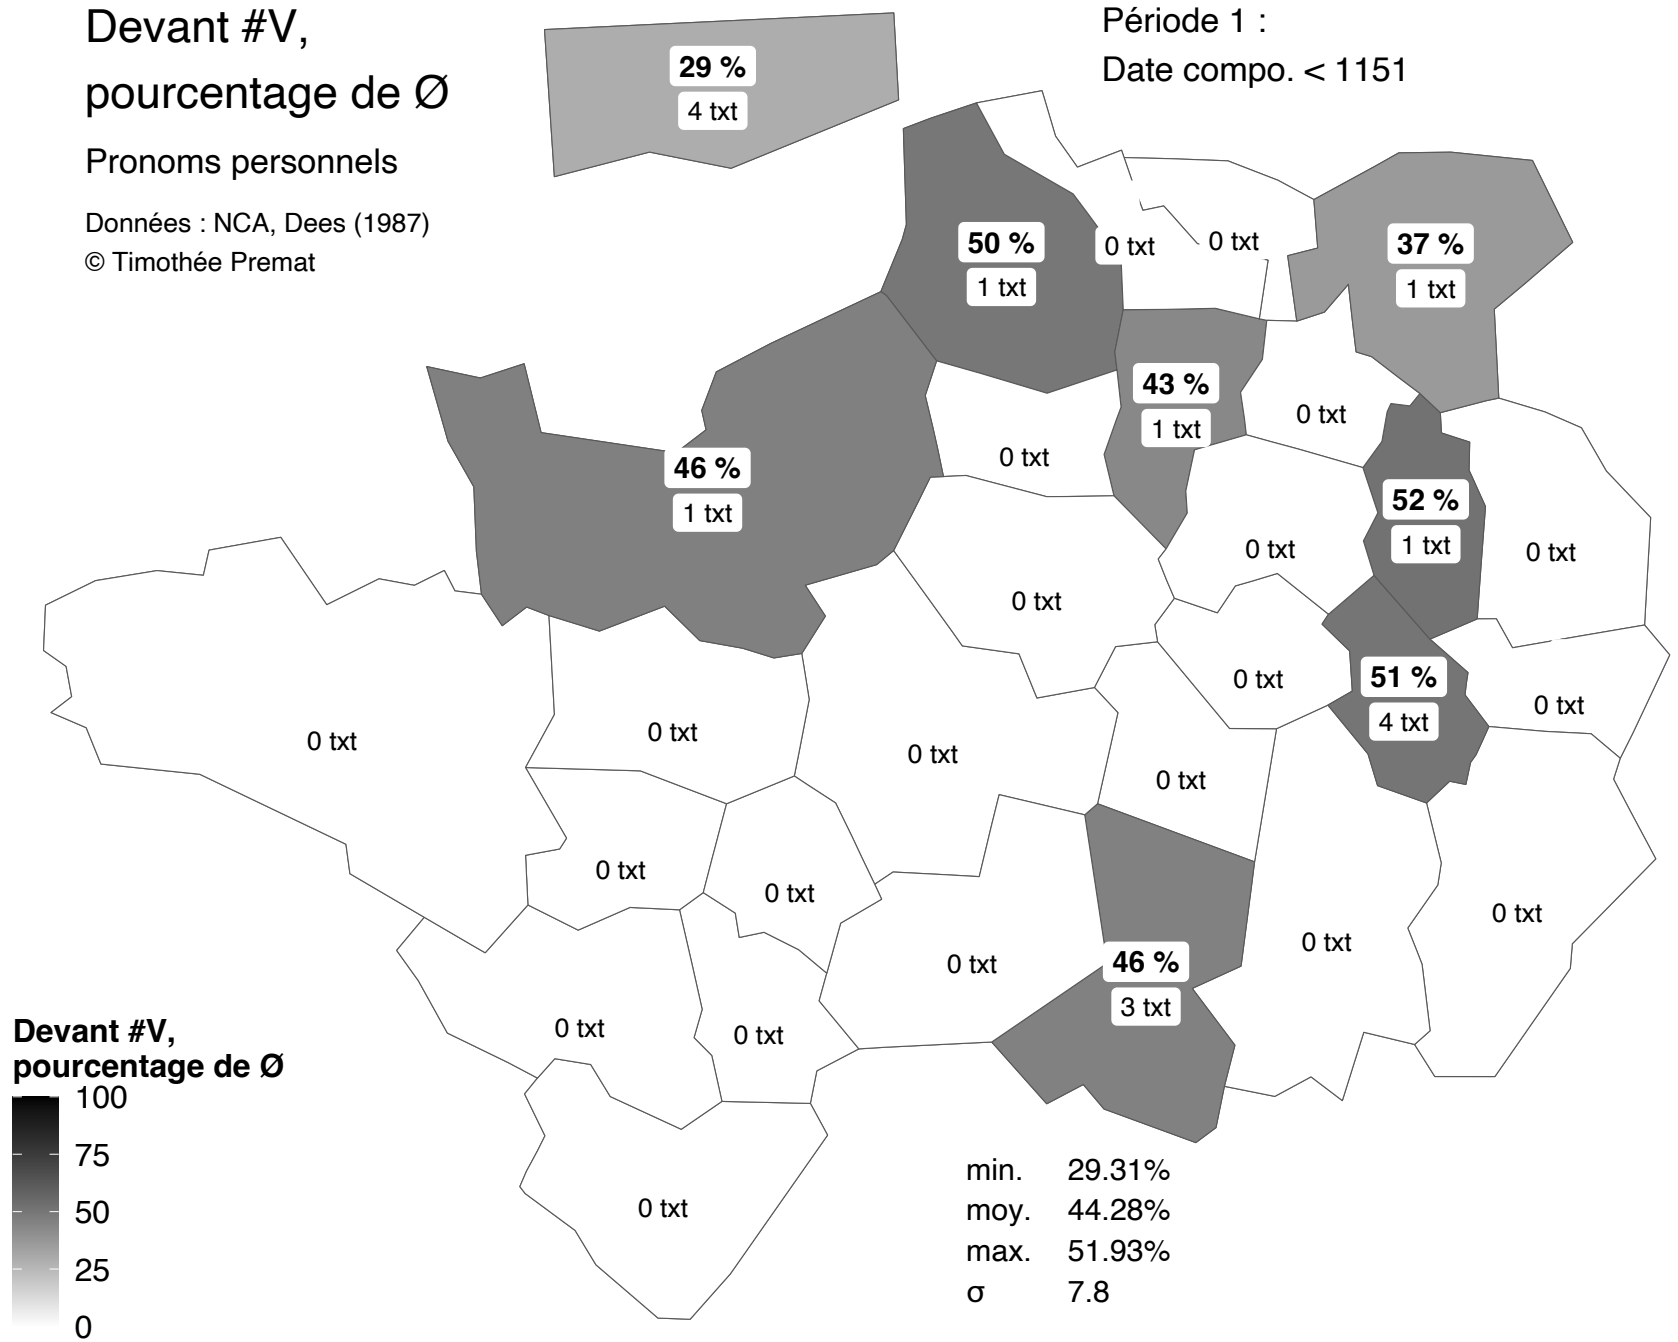 Devant #V,
pourcentage de Ø
Pronoms personnels
Données : NCA, Dees (1987)
© Timothée Premat
Période 1 :
Date compo. < 1151
29 %
4 txt
50 %
1 txt
0 txt
0 txt
37 %
1 txt
43 %
1 txt
0 txt
0 txt
46 %
1 txt
52 %
1 txt
0 txt
0 txt
0 txt
51 %
4 txt
0 txt
0 txt
0 txt
0 txt
0 txt
0 txt
0 txt
0 txt
0 txt
0 txt
0 txt
46 %
3 txt
0 txt
0 txt
0 txt
0 txt
Devant #V,
pourcentage de Ø
100
75
50
25
0
min. 29.31%
moy. 44.28%
max. 51.93%
σ 7.8